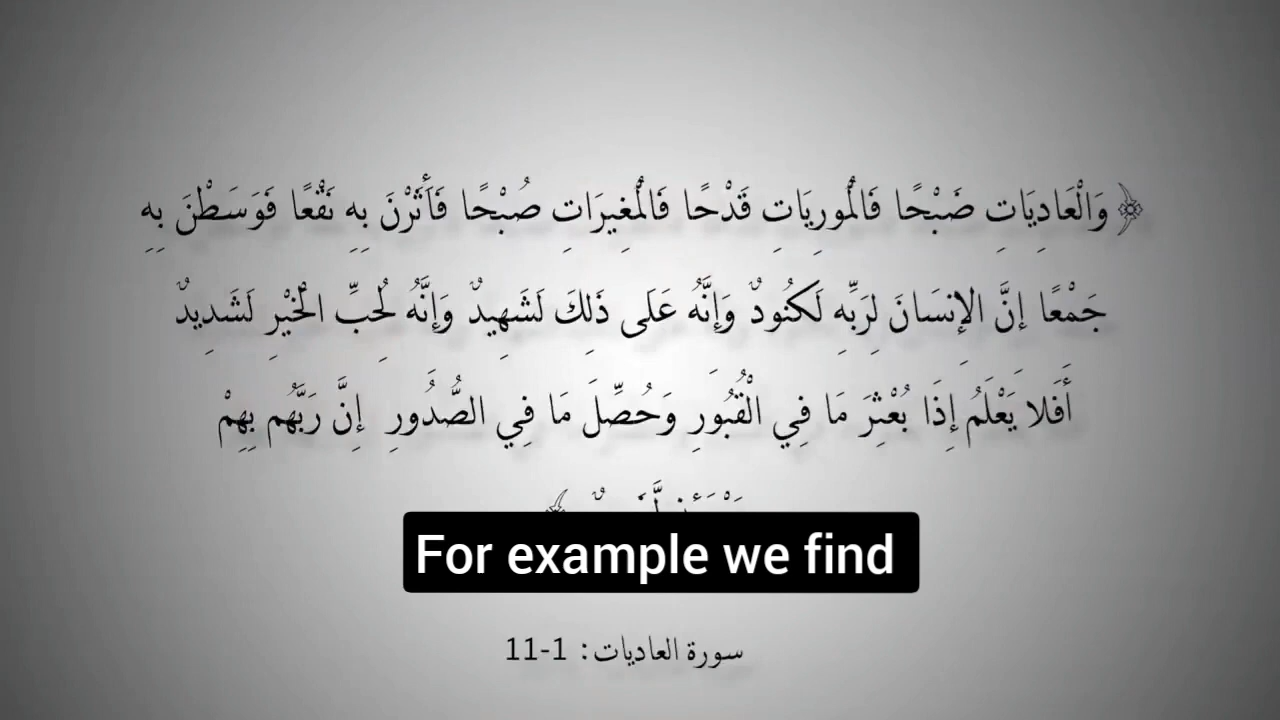 ﴿ وَالْعَادِيَاتِ ضَبْحًا فَالْمُورِيَاتِ قَدْحًا فَالْمُغِيرَاتِ صُبْحًا فَأَثَرْنَ بِهِ نَقْعًا فَوَسَطْنَ بِهِ
جَمْعًا إِنَّ الإِنسَانَ لِرَبِّهِ لَكَنُودٌ وَإِنَّهُ عَلَى ذَلِكَ لَشَهِيدٌ وَإِنَّهُ لِحُبِّ الْخَيْرِ لَشَدِيدٌ
أَفَلا يَعْلَمُ إِذَا بُعْثِرَ مَا فِي الْقُبُورِ وَحُصِّلَ مَا فِي الصُّدُورِ إِنَّ رَبَّهُم بِهِمْ
For example we find
سورة العاديات: 1-11